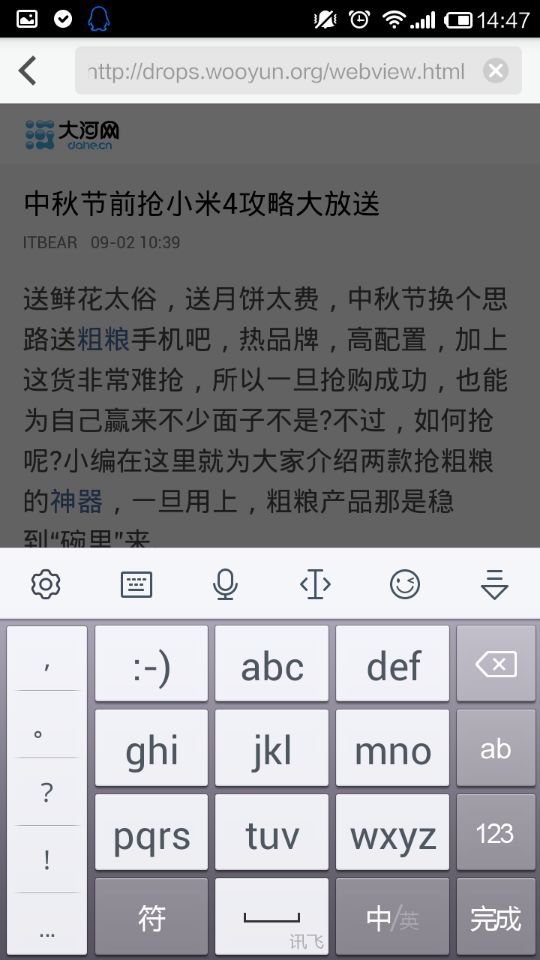 14:47
http://drops.wooyun.org/webview.html
大河网
dahe.cn
中秋节前抢小米4攻略大放送
ITBEAR 09-02 10:39
送鲜花太俗，送月饼太费，中秋节换个思
路送粗粮手机吧，热品牌，高配置，加上
这货非常难抢，所以一旦抢购成功，也能
为自己赢来不少面子不是?不过，如何抢
呢?小编在这里就为大家介绍两款抢粗粮
的神器，一旦用上，粗粮产品那是稳
到“碗里”来
, :-) abc def
。 ghi jkl mno ab
?
! pqrs tuv wxyz 123
... 符 讯飞 中/英 完成